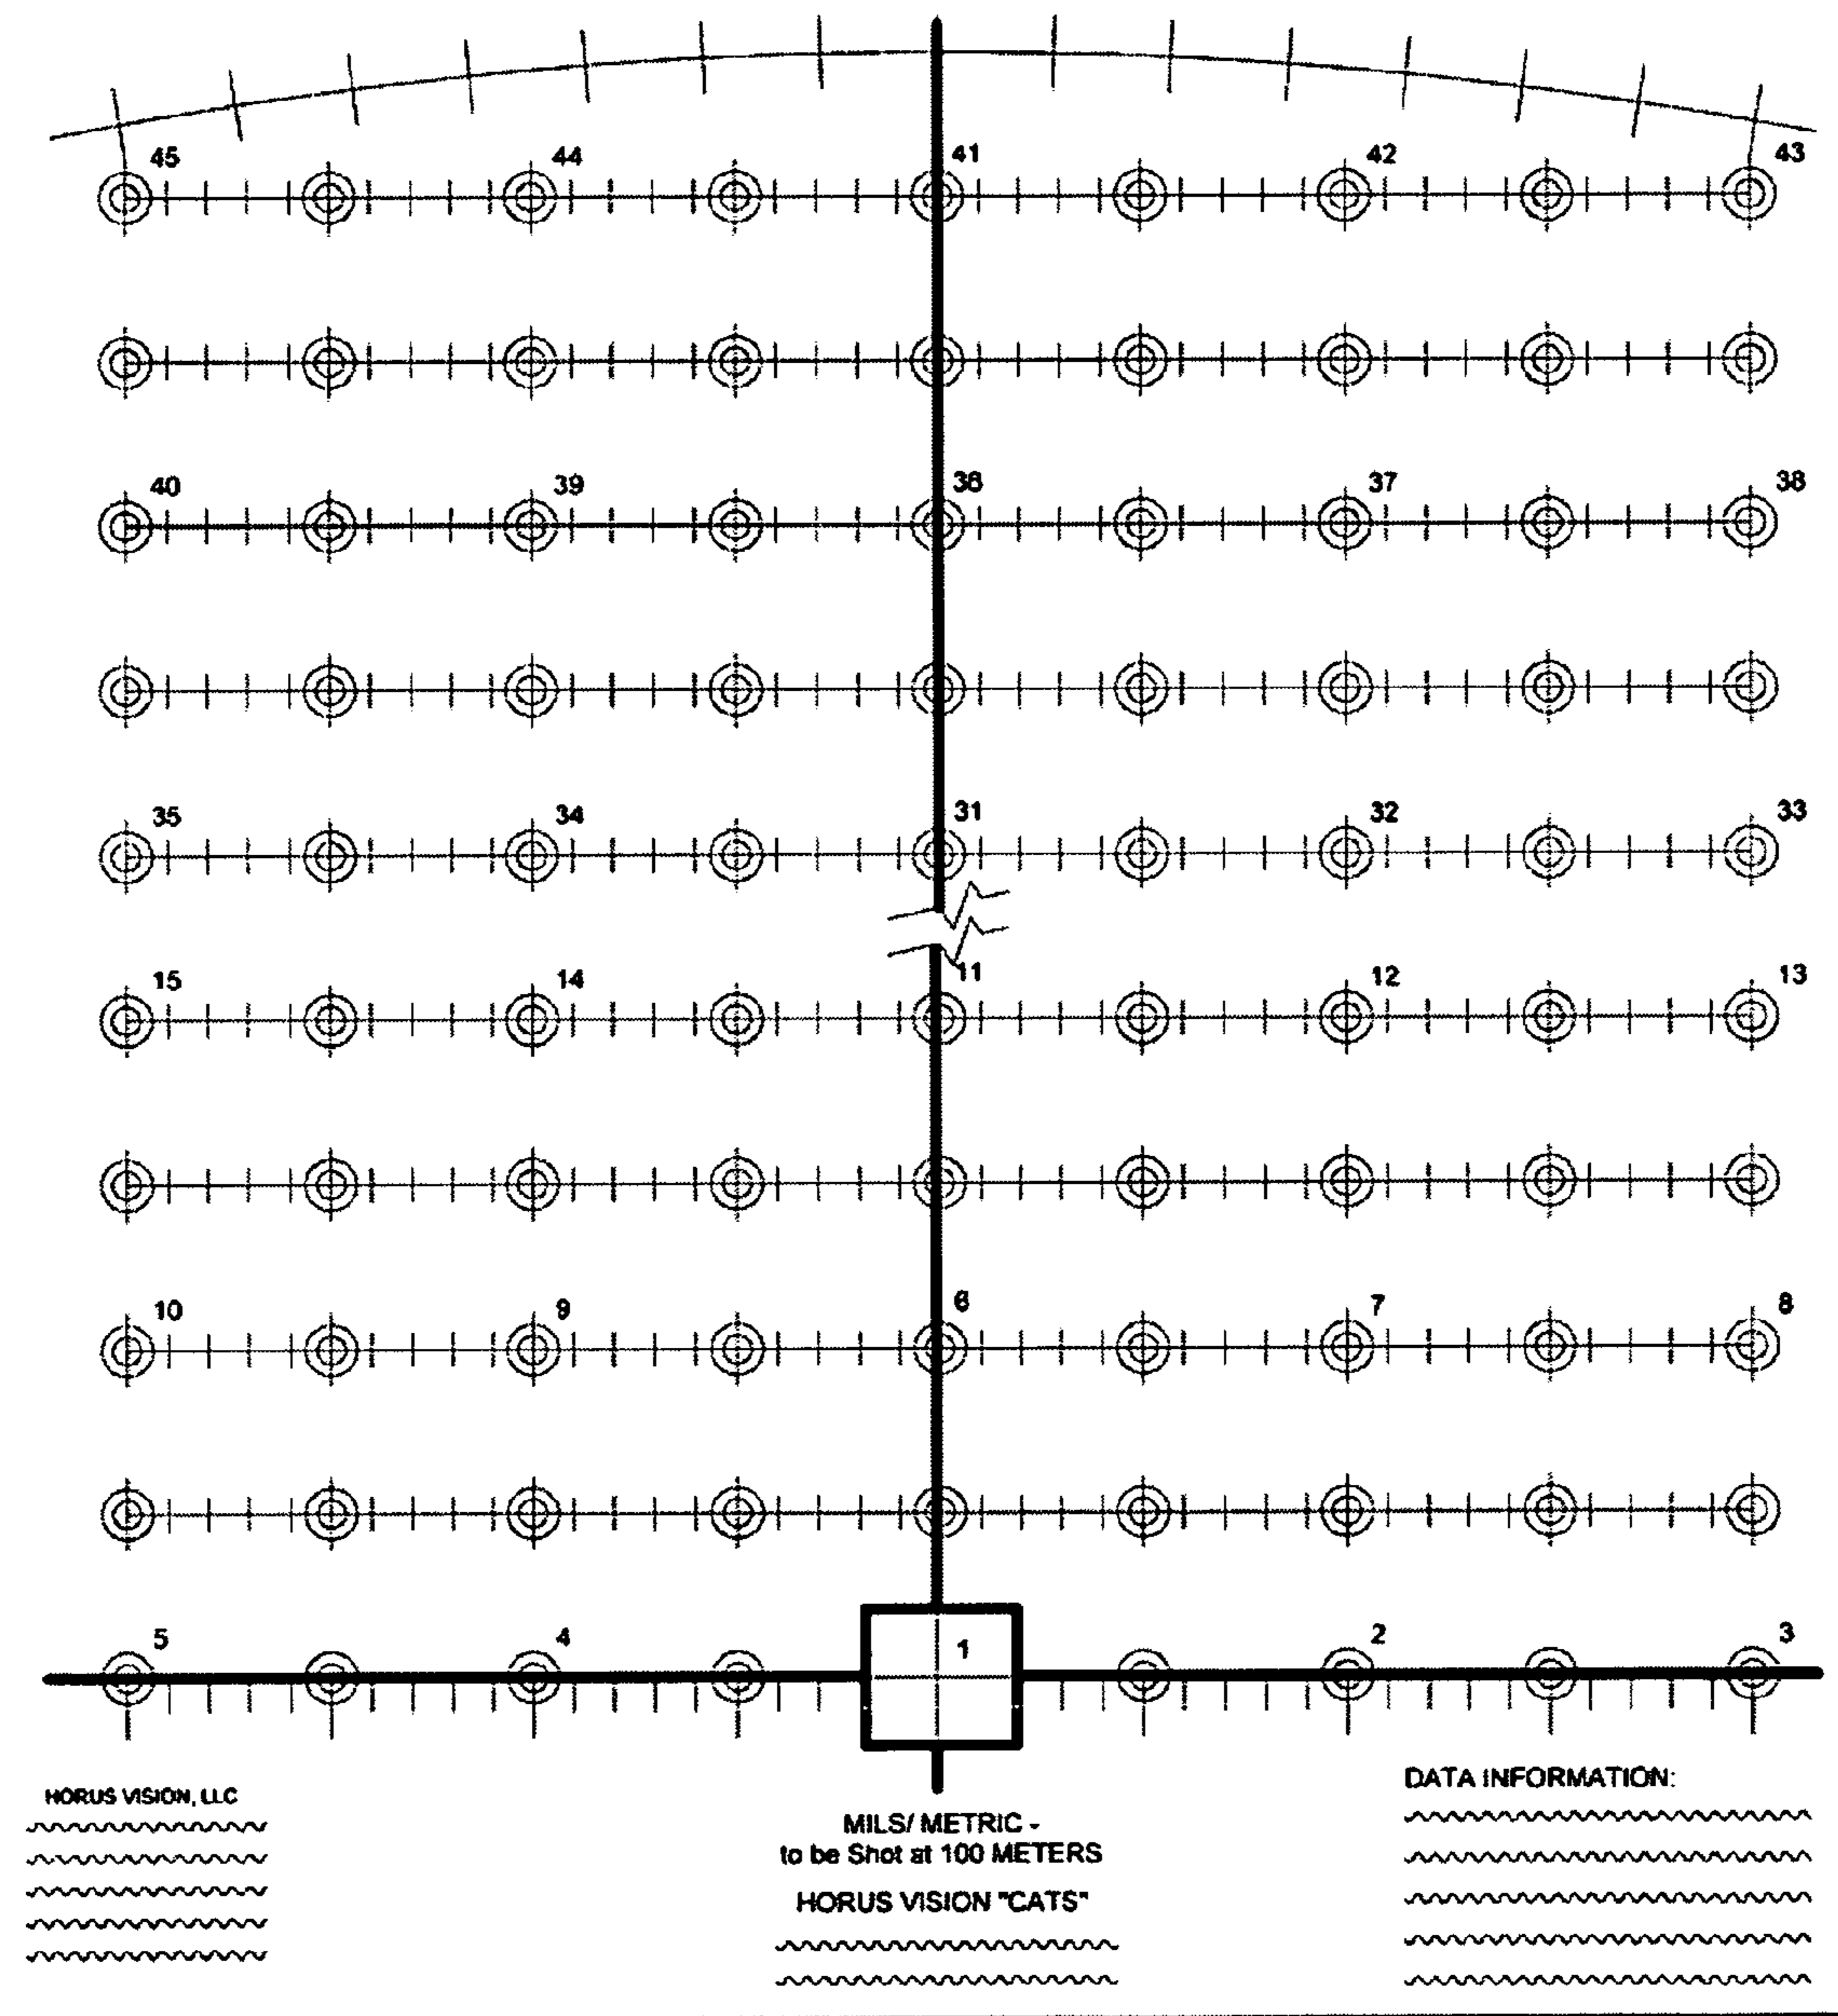 45 44 41 42 43
40 39 36 37 38
35 34 31 32 33
15 14 11 12 13
10 9 6 7 8
5 4 1 2 3
HORUS VISION, LLC
MILS/ METRIC -
to be Shot at 100 METERS
HORUS VISION "CATS"
DATA INFORMATION: